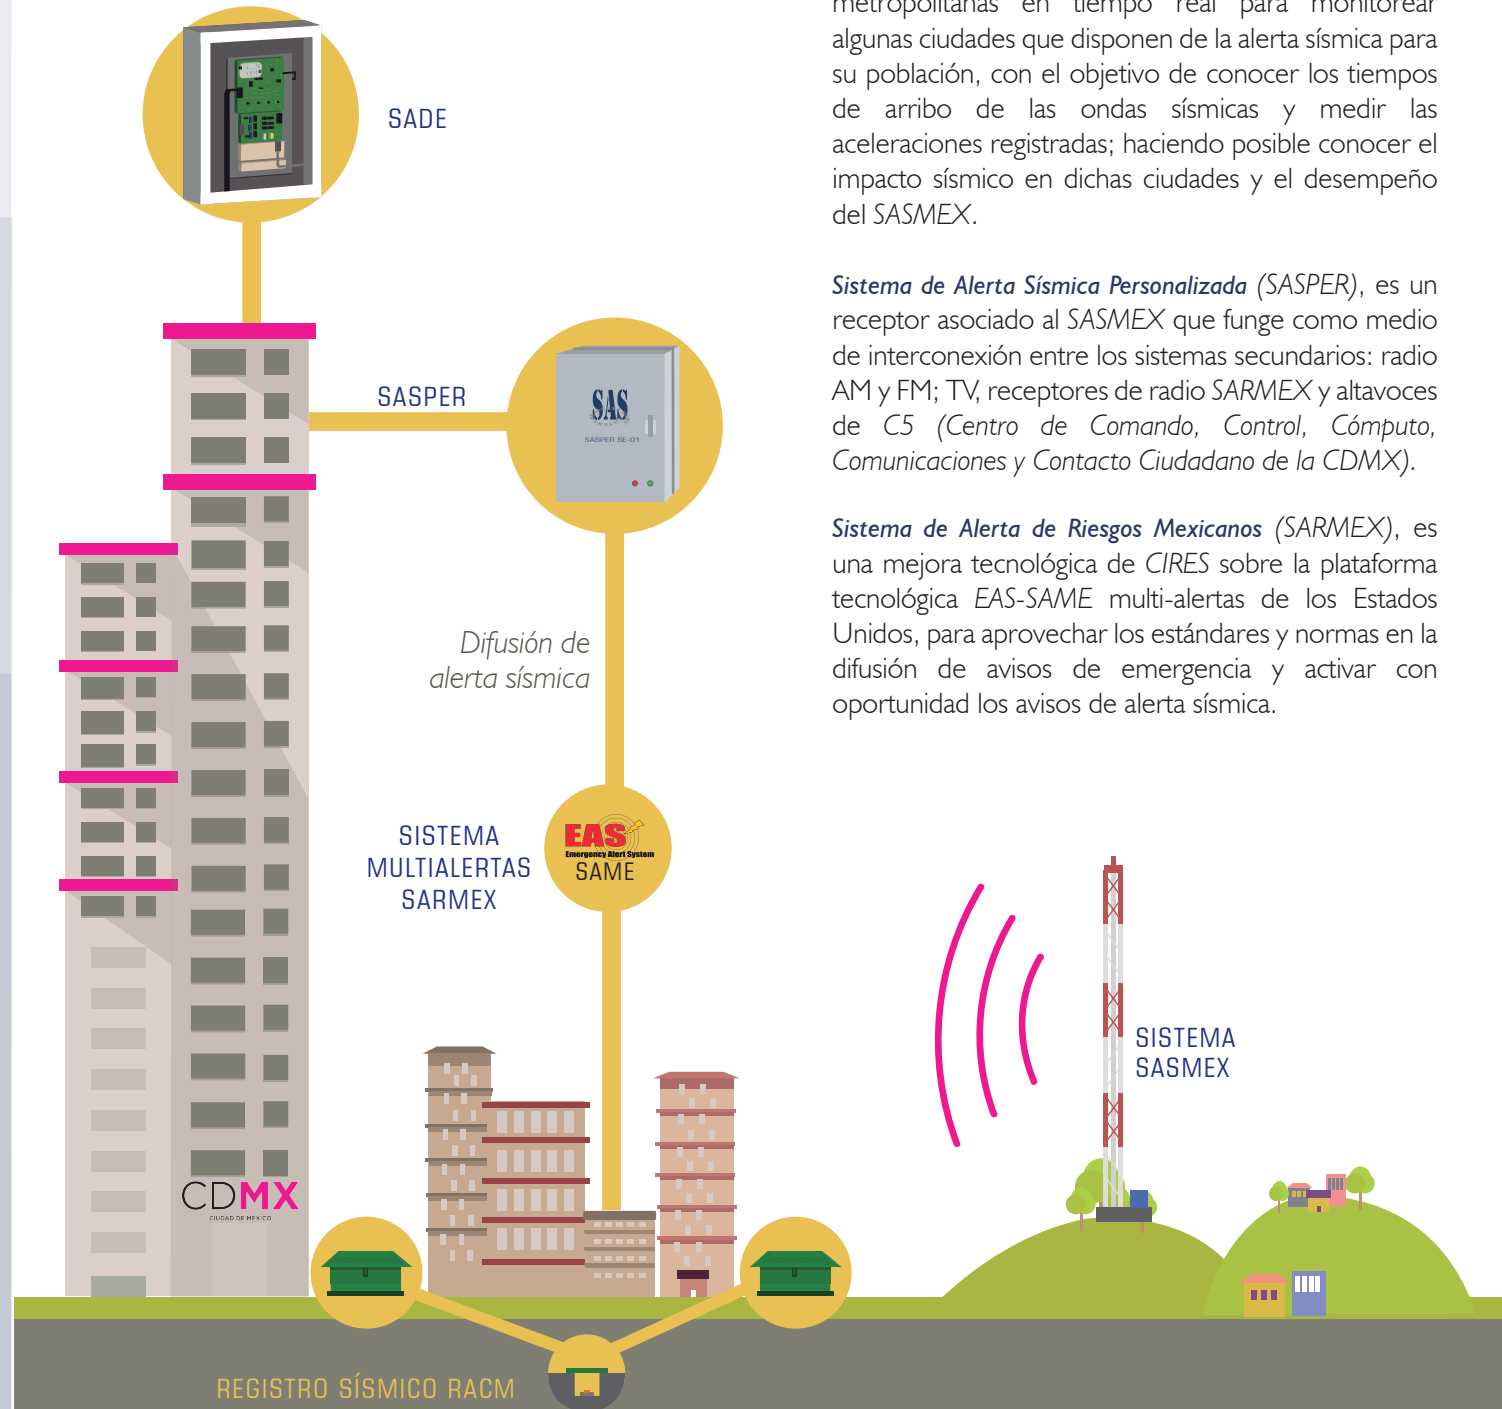 metropolitanas en tiempo real para monitorear
algunas ciudades que disponen de la alerta sísmica para
su población, con el objetivo de conocer los tiempos
de arribo de las ondas sísmicas y medir las
aceleraciones registradas; haciendo posible conocer el
impacto sísmico en dichas ciudades y el desempeño
del SASMEX.
Sistema de Alerta Sísmica Personalizada (SASPER), es un
receptor asociado al SASMEX que funge como medio
de interconexión entre los sistemas secundarios: radio
AM y FM; TV, receptores de radio SARMEX y altavoces
de C5 (Centro de Comando, Control, Cómputo,
Comunicaciones y Contacto Ciudadano de la CDMX).
Sistema de Alerta de Riesgos Mexicanos (SARMEX), es
una mejora tecnológica de CIRES sobre la plataforma
tecnológica EAS-SAME multi-alertas de los Estados
Unidos, para aprovechar los estándares y normas en la
difusión de avisos de emergencia y activar con
oportunidad los avisos de alerta sísmica.
SADE
SASPER
SAS
SASPER SE-01
Difusión de
alerta sísmica
SISTEMA
MULTIALERTAS
SARMEX
EAS
Emergency Alert System
SAME
SISTEMA
SASMEX
CDMX
CIUDAD DE MÉXICO
REGISTRO SÍSMICO RACM